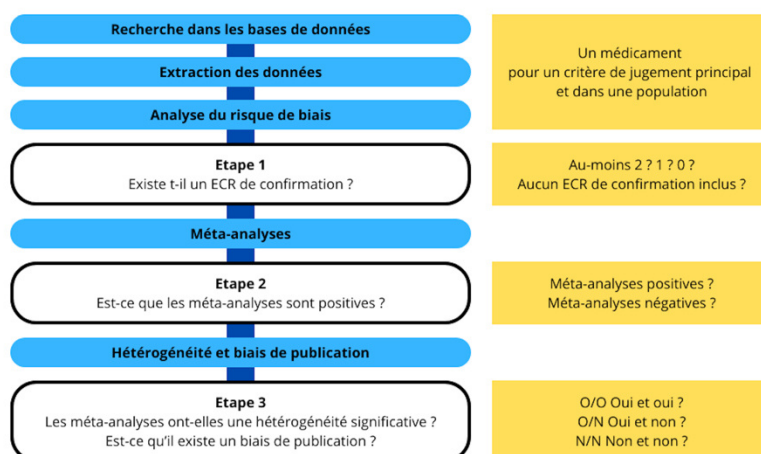 Recherche dans les bases de données
Extraction des données
Analyse du risque de biais
Un médicament
pour un critère de jugement principal
et dans une population
Etape 1
Existe t-il un ECR de confirmation ?
Au-moins 2 ? 1 ? 0 ?
Aucun ECR de confirmation inclus ?
Méta-analyses
Etape 2
Est-ce que les méta-analyses sont positives ?
Méta-analyses positives ?
Méta-analyses négatives ?
Hétérogénéité et biais de publication
Etape 3
Les méta-analyses ont-elles une hétérogénéité significative ?
Est-ce qu'il existe un biais de publication ?
O/O Oui et oui ?
O/N Oui et non ?
N/N Non et non ?